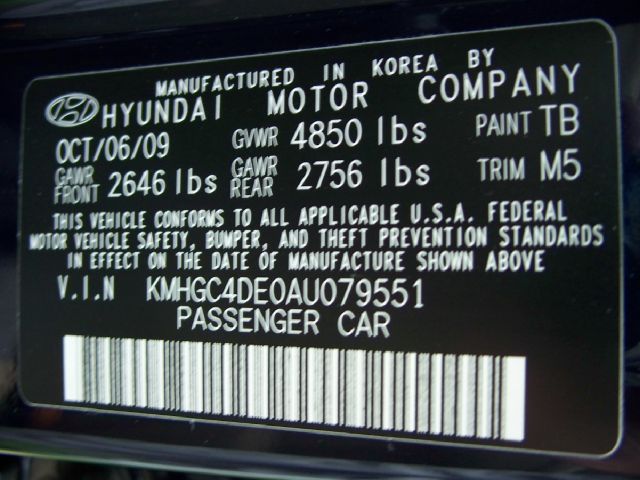 MANUFACTURED IN KOREA BY
HYUNDAI MOTOR COMPANY
OCT/06/09 GVWR 4850 lbs PAINT TB
GAWR FRONT 2646 lbs GAWR REAR 2756 lbs TRIM M5
THIS VEHICLE CONFORMS TO ALL APPLICABLE U.S.A. FEDERAL
MOTOR VEHICLE SAFETY, BUMPER, AND THEFT PREVENTION STANDARDS
IN EFFECT ON THE DATE OF MANUFACTURE SHOWN ABOVE
V.I.N KMHGC4DE0AU079551
PASSENGER CAR